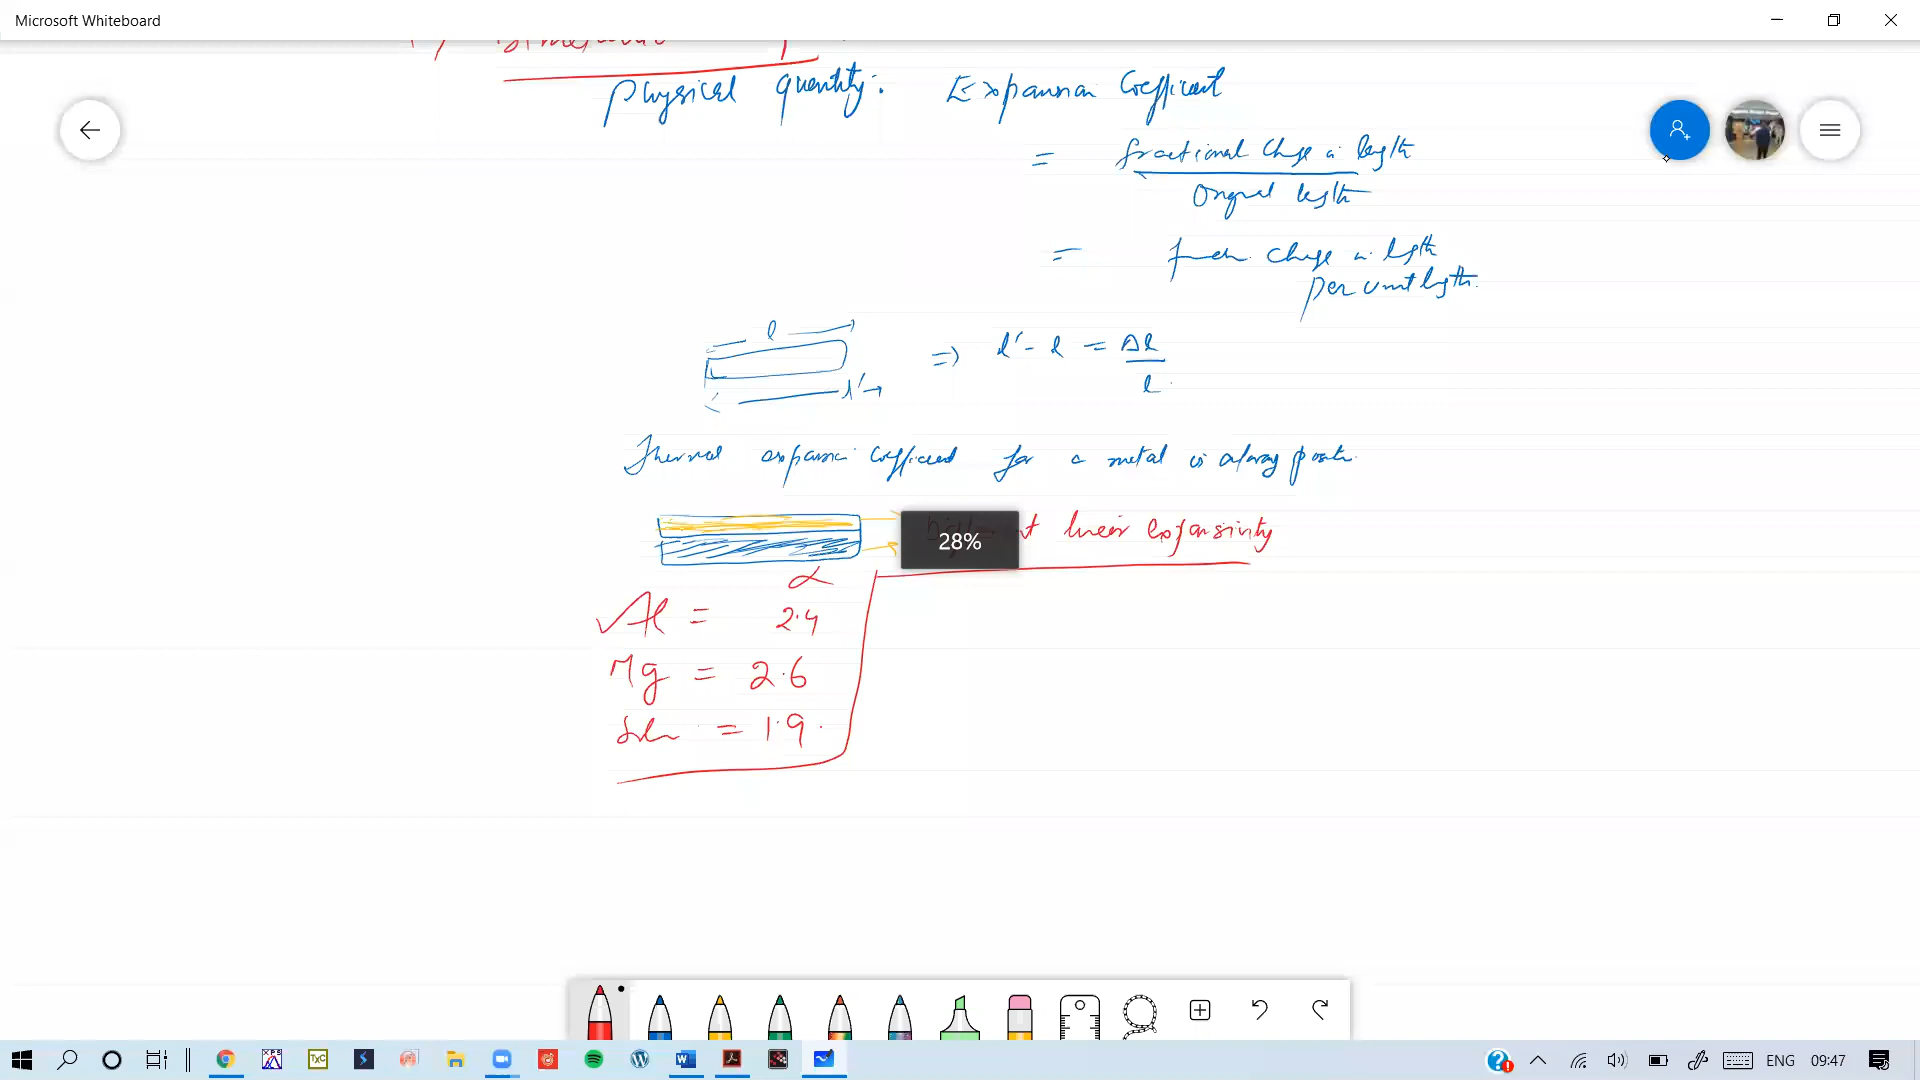 Microsoft Whiteboard
Physical quantity: Expansion Coefficient
= fractional change in length
Original length
= change in length
per unit length.
l
l'
⇒ l' - l = Δl
l
Thermal expansion coefficient for a metal is always
28%
linear expansivity
α
Al = 2.4
Mg = 2.6
= 1.9
ENG 09:47